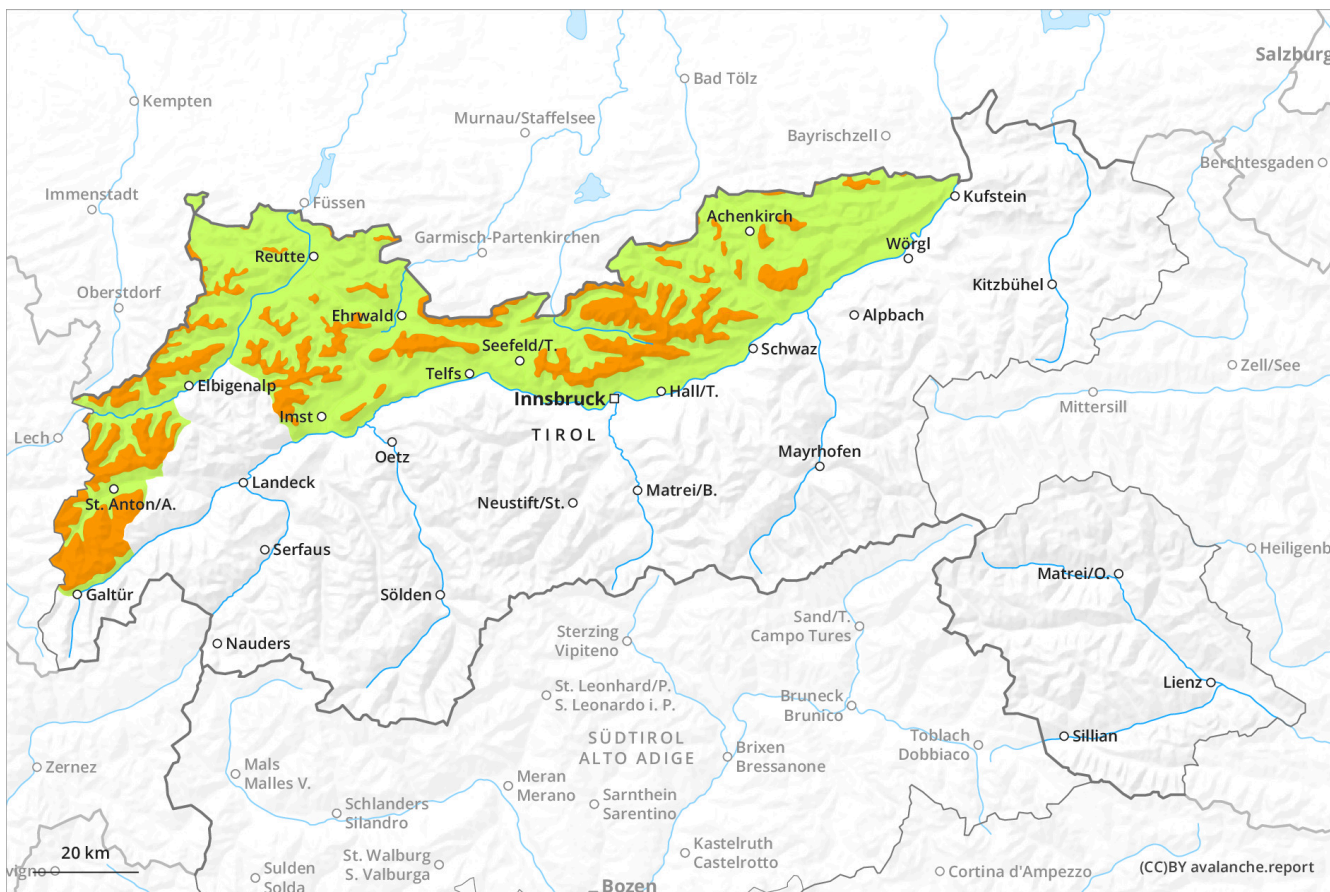 Salzburg
Bad Tölz
Kempten
Murnau/Staffelsee
Bayrischzell
Berchtesgaden
Immenstadt
Füssen
Kufstein
Achenkirch
Garmisch-Partenkirchen
Wörgl
Reutte
Kitzbühel
Oberstdorf
Ehrwald
Alpbach
Seefeld/T.
Schwaz
Zell/See
Telfs
Elbigenalp
Hall/T.
Innsbruck
Mittersill
Imst
TIROL
Lech
Oetz
Mayrhofen
Landeck
Matrei/B.
St. Anton/A.
Neustift/St.
Serfaus
Heiligenb
Matrei/O.
Galtür
Sölden
Sand/T.
Campo Tures
Sterzing
Vipiteno
Nauders
Lienz
St. Leonhard/P.
S. Leonardo i. P.
Bruneck
Brunico
Sillian
SÜDTIROL
ALTO ADIGE
Toblach
Dobbiaco
Brixen
Bressanone
Zernez
Mals
Malles V.
Meran
Merano
Sarnthein
Sarentino
Schlanders
Silandro
Kastelruth
Castelrotto
20 km
St. Walburg
S. Valburga
vigno
Sulden
Solda
Cortina d'Ampezzo
(CC)BY avalanche.report
Bozen